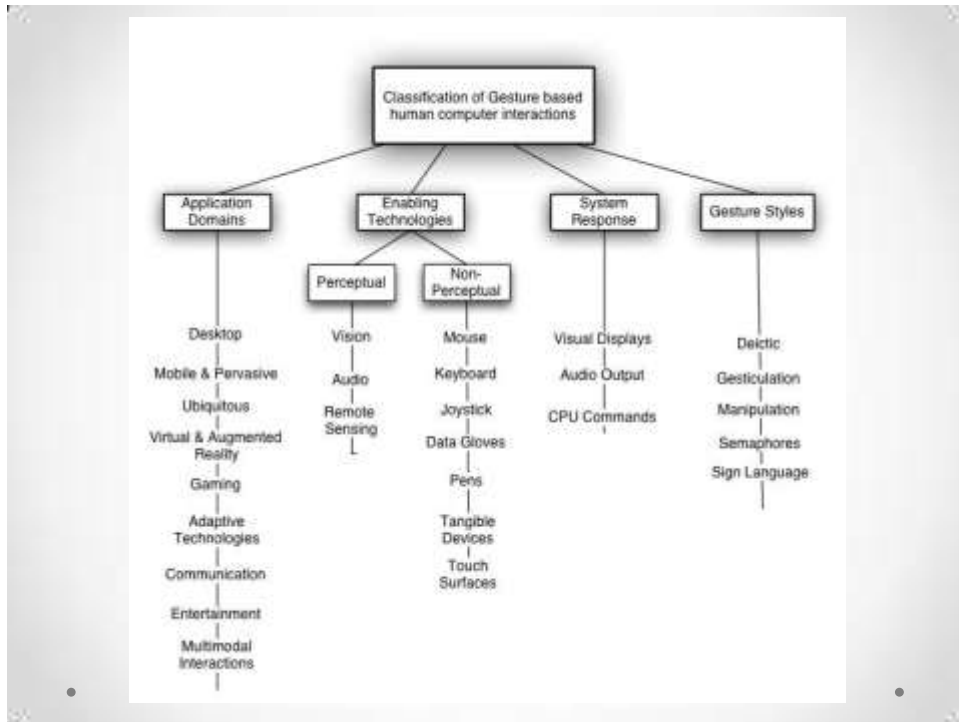 Classification of Gesture based
human computer interactions
Application
Domains
Enabling
Technologies
System
Response
Gesture Styles
Perceptual
Non-
Perceptual
Desktop
Mobile & Pervasive
Ubiquitous
Virtual & Augmented
Reality
Gaming
Adaptive
Technologies
Communication
Entertainment
Multimodal
Interactions
Vision
Audio
Remote
Sensing
Mouse
Keyboard
Joystick
Data Gloves
Pens
Tangible
Devices
Touch
Surfaces
Visual Displays
Audio Output
CPU Commands
Deictic
Gesticulation
Manipulation
Semaphores
Sign Language